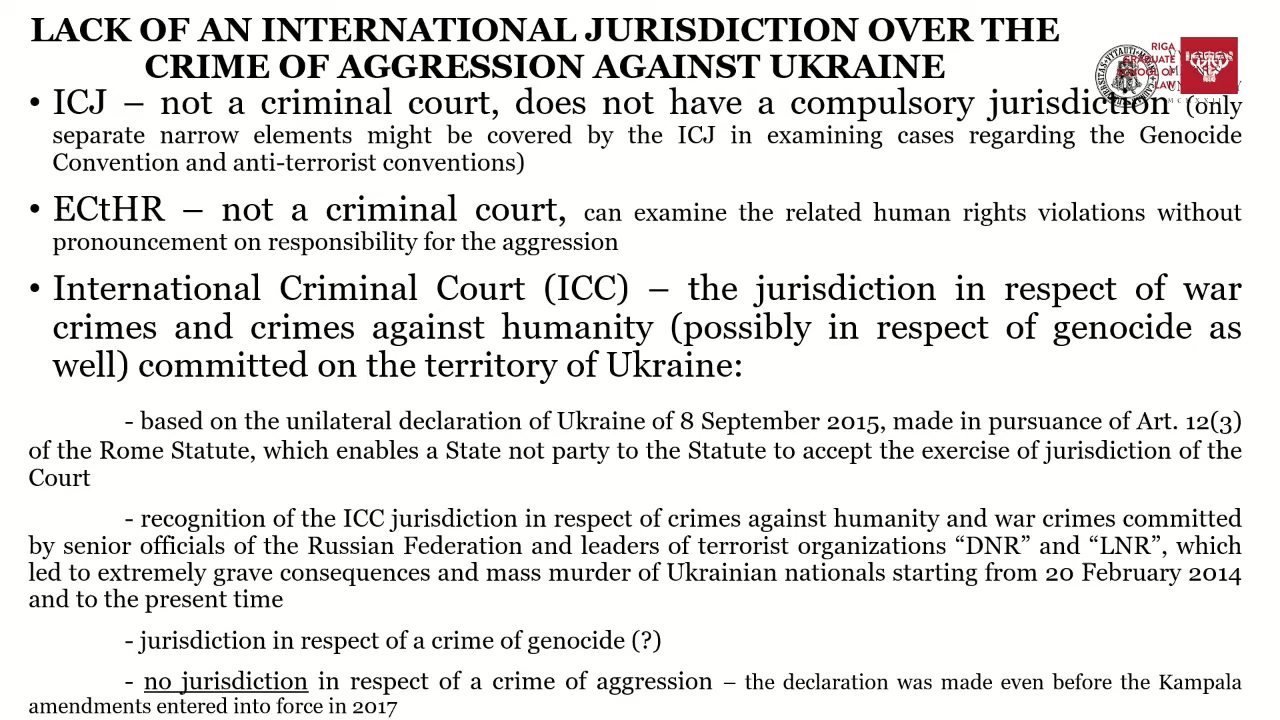 LACK OF AN INTERNATIONAL JURISDICTION OVER THE
CRIME OF AGGRESSION AGAINST UKRAINE
RIGA
GRADUATE
SCHOOL OF
LAW
• ICJ – not a criminal court, does not have a compulsory jurisdiction (only
separate narrow elements might be covered by the ICJ in examining cases regarding the Genocide
Convention and anti-terrorist conventions)
• ECtHR – not a criminal court, can examine the related human rights violations without
pronouncement on responsibility for the aggression
• International Criminal Court (ICC) – the jurisdiction in respect of war
crimes and crimes against humanity (possibly in respect of genocide as
well) committed on the territory of Ukraine:
- based on the unilateral declaration of Ukraine of 8 September 2015, made in pursuance of Art. 12(3)
of the Rome Statute, which enables a State not party to the Statute to accept the exercise of jurisdiction of the
Court
- recognition of the ICC jurisdiction in respect of crimes against humanity and war crimes committed
by senior officials of the Russian Federation and leaders of terrorist organizations “DNR” and “LNR”, which
led to extremely grave consequences and mass murder of Ukrainian nationals starting from 20 February 2014
and to the present time
- jurisdiction in respect of a crime of genocide (?)
- no jurisdiction in respect of a crime of aggression – the declaration was made even before the Kampala
amendments entered into force in 2017